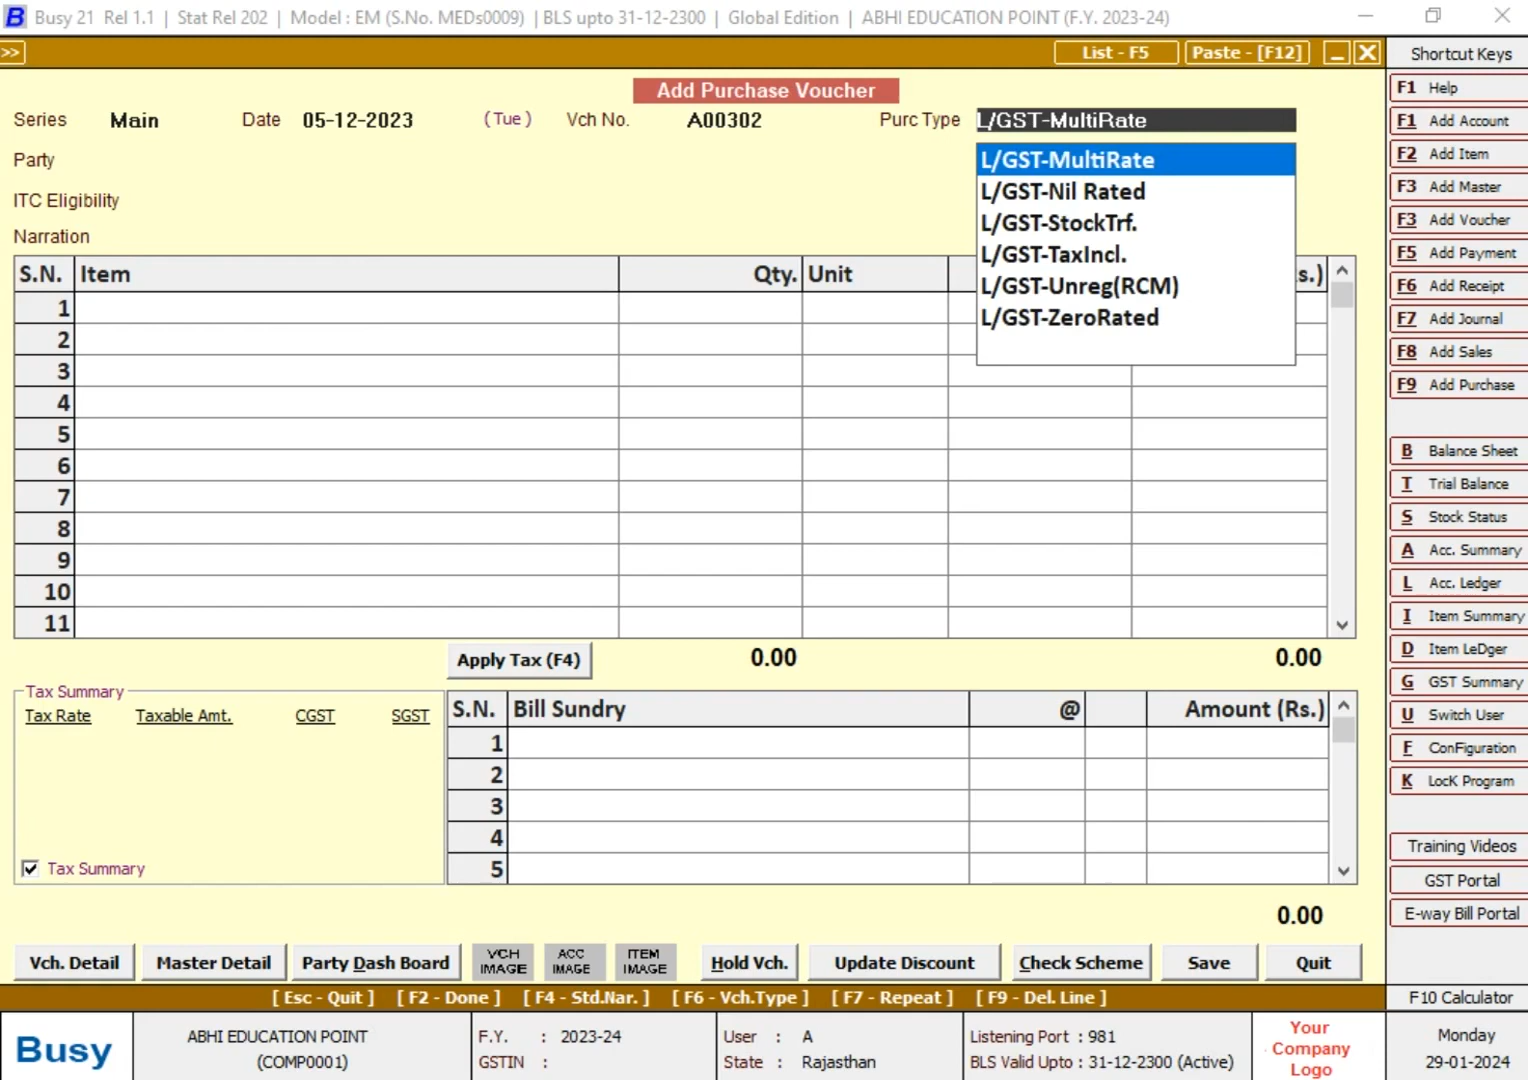 B Busy 21 Rel 1.1 | Stat Rel 202 | Model : EM (S.No. MEDs0009) | BLS upto 31-12-2300 | Global Edition | ABHI EDUCATION POINT (F.Y. 2023-24)
>> List - F5 Paste - [F12]
Add Purchase Voucher
Series Main Date 05-12-2023 (Tue) Vch No. A00302 Purc Type L/GST-MultiRate
L/GST-MultiRate
L/GST-Nil Rated
L/GST-StockTrf.
L/GST-TaxIncl.
L/GST-Unreg(RCM)
L/GST-ZeroRated
Party
ITC Eligibility
Narration
S.N. Item Qty. Unit s.)
1
2
3
4
5
6
7
8
9
10
11
Apply Tax (F4) 0.00 0.00
Tax Summary
Tax Rate Taxable Amt. CGST SGST
Tax Summary
S.N. Bill Sundry @ Amount (Rs.)
1
2
3
4
5
0.00
Vch. Detail Master Detail Party Dash Board VCH IMAGE ACC IMAGE ITEM IMAGE Hold Vch. Update Discount Check Scheme Save Quit
[ Esc - Quit ] [ F2 - Done ] [ F4 - Std.Nar. ] [ F6 - Vch.Type ] [ F7 - Repeat ] [ F9 - Del. Line ]
Shortcut Keys
F1 Help
F1 Add Account
F2 Add Item
F3 Add Master
F3 Add Voucher
F5 Add Payment
F6 Add Receipt
F7 Add Journal
F8 Add Sales
F9 Add Purchase
B Balance Sheet
T Trial Balance
S Stock Status
A Acc. Summary
L Acc. Ledger
I Item Summary
D Item LeDger
G GST Summary
U Switch User
F ConFiguration
K LocK Program
Training Videos
GST Portal
E-way Bill Portal
F10 Calculator
Busy
ABHI EDUCATION POINT
(COMP0001)
F.Y. : 2023-24
GSTIN :
User : A
State : Rajasthan
Listening Port : 981
BLS Valid Upto : 31-12-2300 (Active)
Your
Company
Logo
Monday
29-01-2024